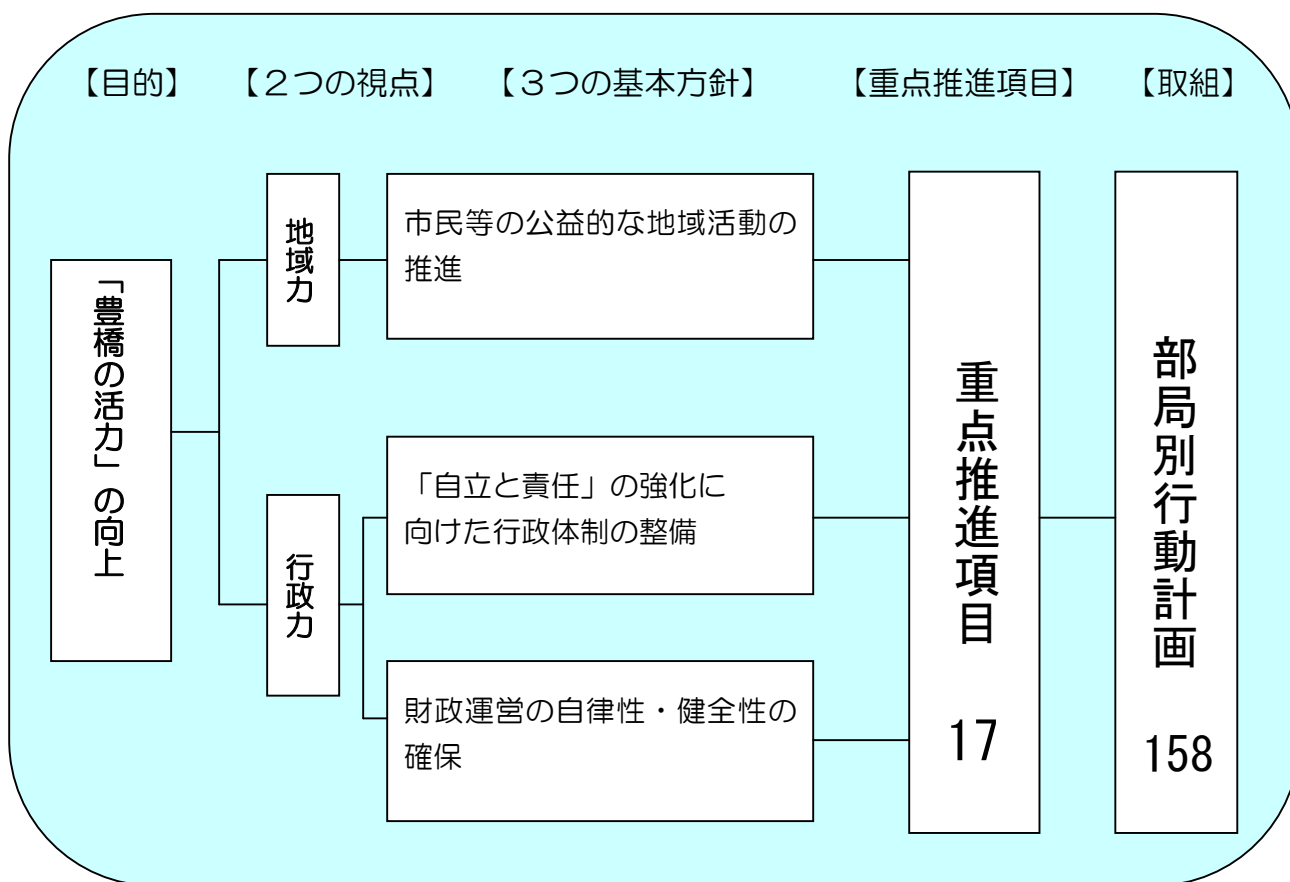 【目的】
【２つの視点】
【３つの基本方針】
【重点推進項目】
【取組】
「豊橋の活力」の向上
地域力
市民等の公益的な地域活動の
推進
行政力
「自立と責任」の強化に
向けた行政体制の整備
財政運営の自律性・健全性の
確保
重点推進項目
17
部局別行動計画
158